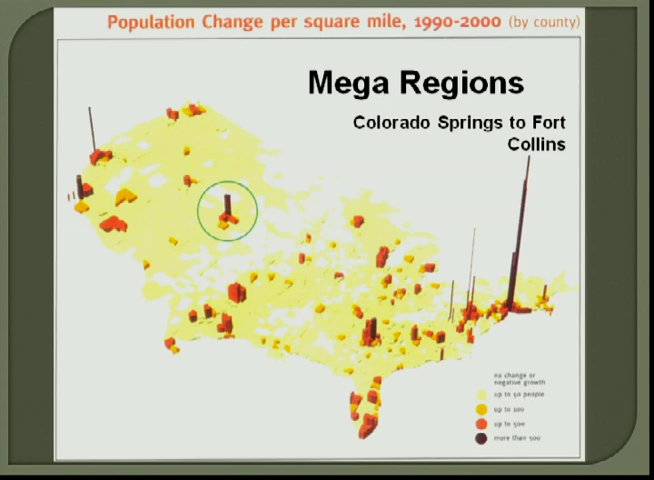 Population Change per square mile, 1990-2000 (by county)
Mega Regions
Colorado Springs to Fort
Collins
no change or
negative growth
up to 50 people
up to 100
up to 500
more than 500